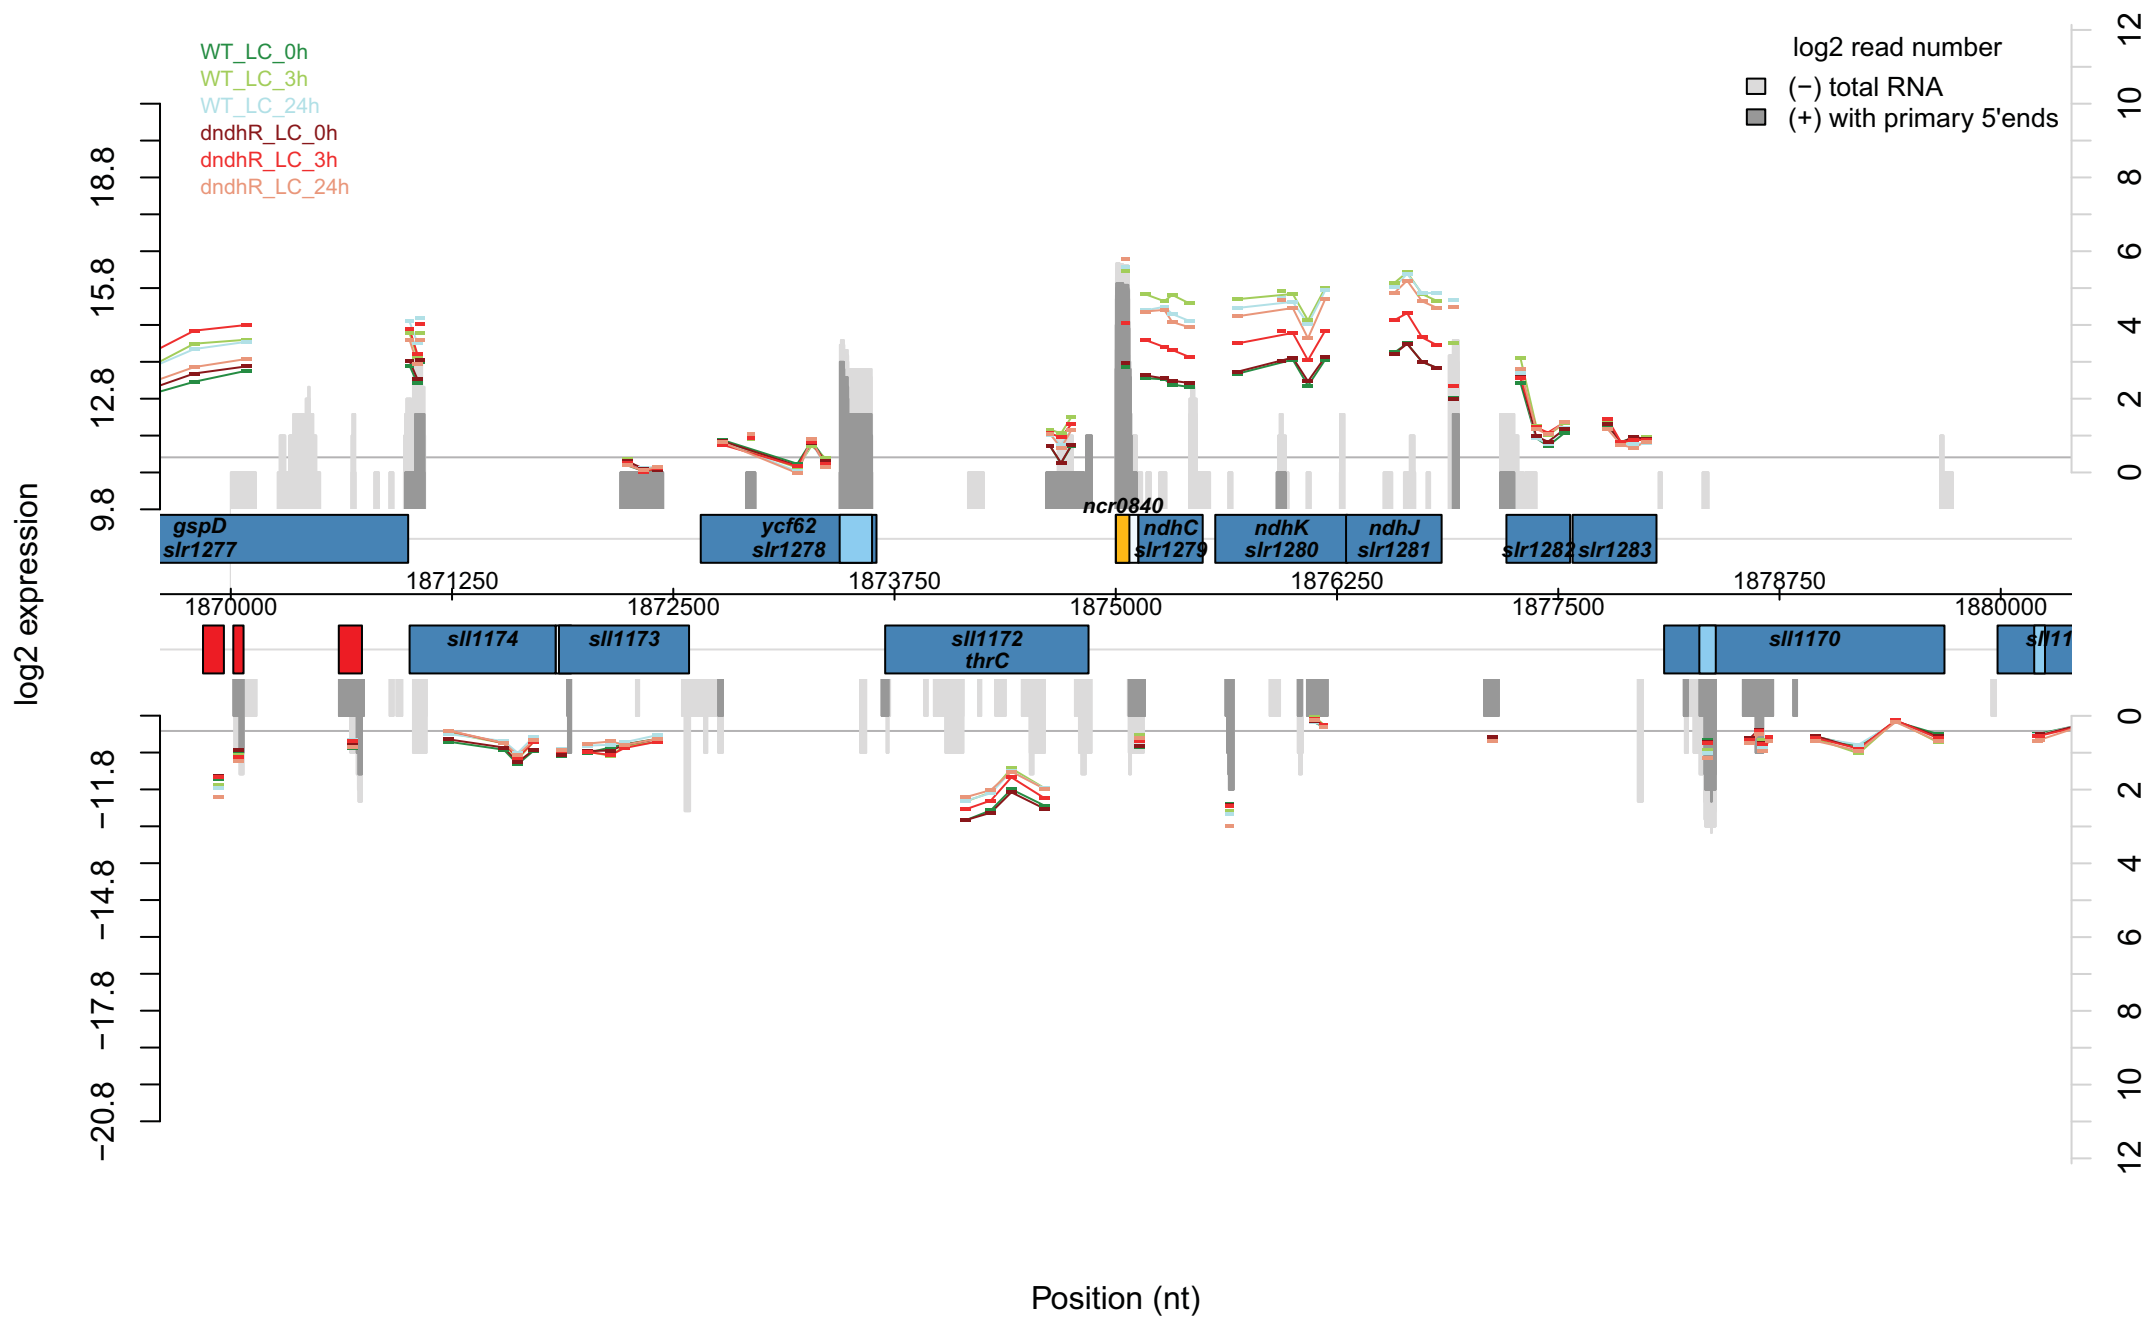 WT_LC_0h
WT_LC_3h
WT_LC_24h
dndhR_LC_0h
dndhR_LC_3h
dndhR_LC_24h
log2 read number
(−) total RNA
(+) with primary 5'ends
18.8
15.8
12.8
9.8
12
10
8
6
4
2
0
log2 expression
ncr0840
gspD
slr1277
ycf62
slr1278
ndhC
slr1279
ndhK
slr1280
ndhJ
slr1281
slr1282
slr1283
1871250
1873750
1876250
1878750
1870000
1872500
1875000
1877500
1880000
sll1174
sll1173
sll1172
thrC
sll1170
sll11
−11.8
−14.8
−17.8
−20.8
0
2
4
6
8
10
12
Position (nt)